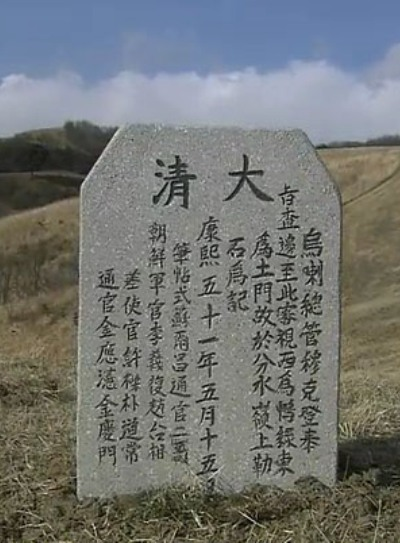 大清
烏喇總管穆克登奉
旨查邊至此審視西爲鴨綠東
爲土門故於分水嶺上勒
石爲記
康熙五十一年五月十五日
筆帖式蘇爾昌通官二哥
朝鮮軍官李義復趙台相
差使官許樑朴道常
通官金應瀗金慶門